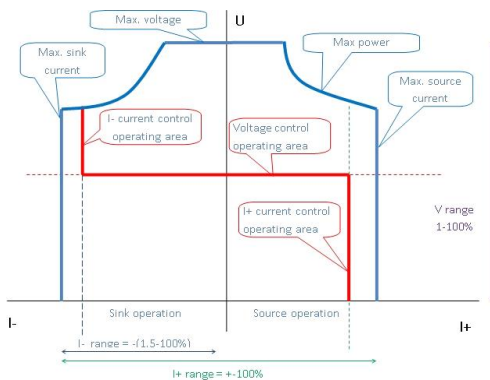 Max. voltage
U
Max. sink
current
Max power
Max. source
current
I- current control
operating area
Voltage control
operating area
I+ current control
operating area
V range
1-100%
Sink operation
Source operation
I-
I+
I- range = -(1.5-100%)
I+ range = +-100%